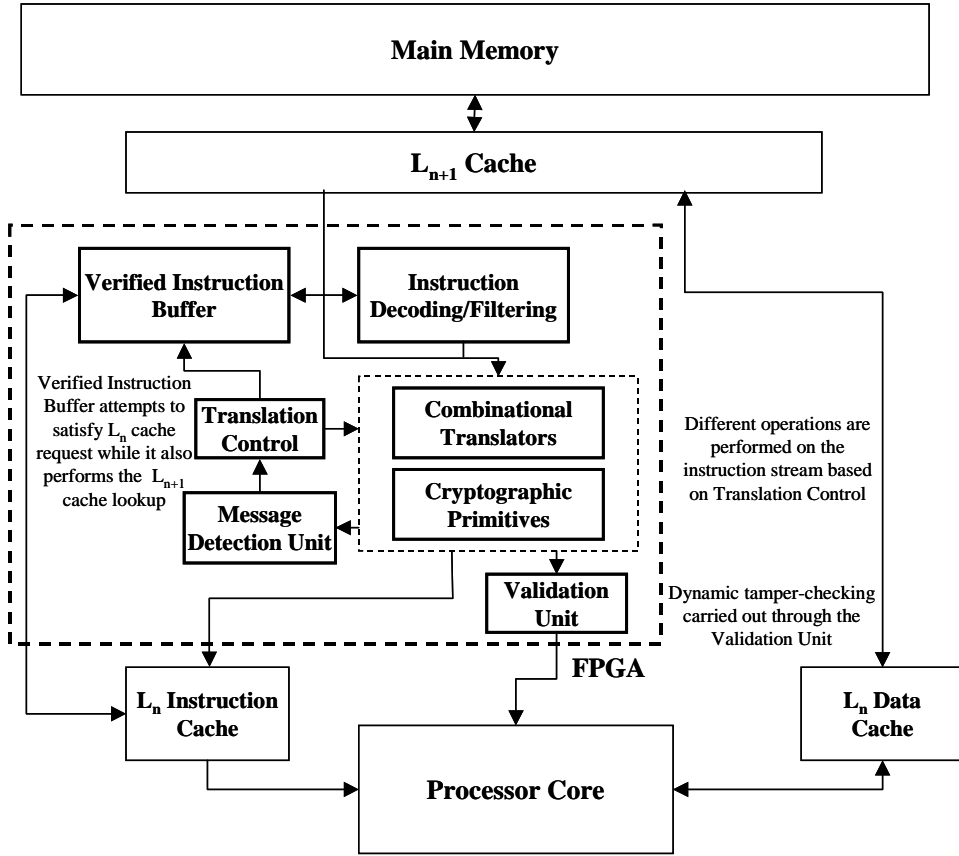 Main Memory
Lₙ₊₁ Cache
Verified Instruction
Buffer
Instruction
Decoding/Filtering
Verified Instruction
Buffer attempts to
satisfy Lₙ cache
request while it also
performs the Lₙ₊₁
cache lookup
Translation
Control
Combinational
Translators
Cryptographic
Primitives
Message
Detection Unit
Validation
Unit
Different operations are
performed on the
instruction stream based
on Translation Control
Dynamic tamper-checking
carried out through the
Validation Unit
FPGA
Lₙ Instruction
Cache
Lₙ Data
Cache
Processor Core